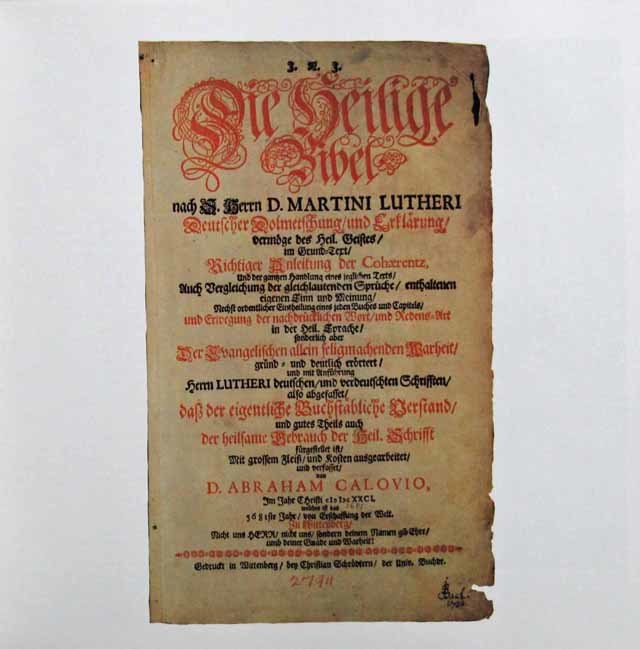 J. N. J.
Die Heilige
Bibel
nach S. Herrn D. MARTINI LUTHERI
Deutscher Dolmetschung/und Erklärung/
vermöge des Heil. Geistes/
im Grund-Text/
Richtiger Anleitung der Cohærentz,
Und der gantzen Handlung eines jeglichen Texts/
Auch Vergleichung der gleichlautenden Sprüche/ enthaltenen
eigenen Sinn und Meinung/
Nechst ordentlicher Eintheilung eines jeden Buches und Capitels/
und Erwegung der nachdrücklichen Wort/und Redens-Art
in der Heil. Sprache/
sonderlich aber
Der Evangelischen allein seligmachenden Warheit/
gründ- und deutlich erörtert/
und mit Anführung
Herrn LUTHERI deutschen/und verdeutschten Schrifften/
also abgefasset/
daß der eigentliche Buchstäbliche Verstand/
und gutes Theils auch
der heilsame Gebrauch der Heil. Schrifft
fürgestellet ist/
Mit grossem Fleiß/ und Kosten ausgearbeitet/
und verfasset/
von
D. ABRAHAM CALOVIO,
Im Jahr Christi cIɔ Iɔc XXCI.
welches ist das
5681ste Jahr/ von Erschaffung der Welt.
In Wittenberg/
Nicht uns HERR/ nicht uns/ sondern deinem Namen gib Ehre/
umb deiner Gnade und Warheit!
Gedruckt in Wittenberg/ bey Christian Schrödtern/ der Univ. Buchdr.